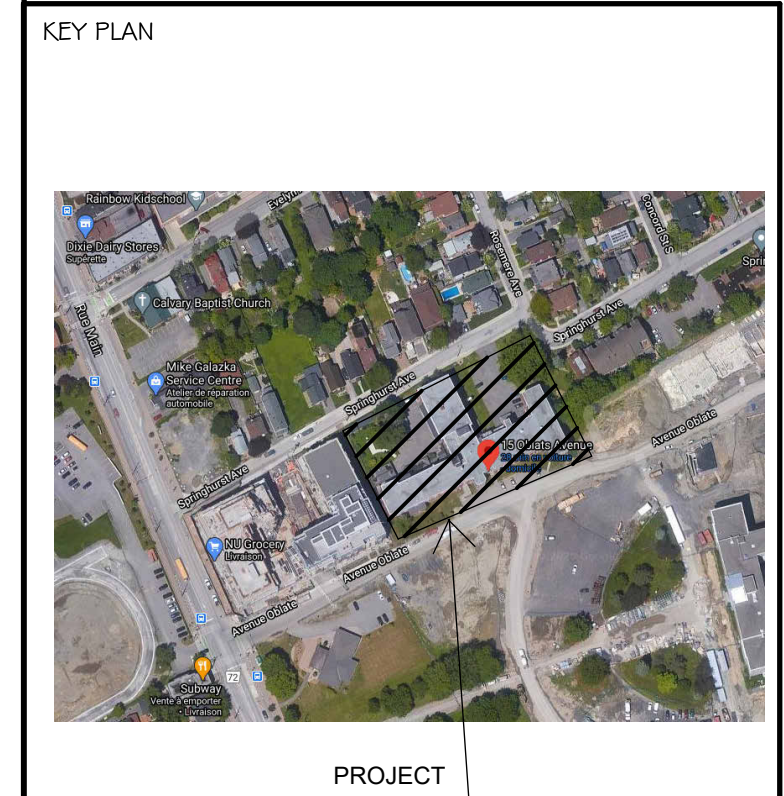 KEY PLAN
Rainbow Kidschool
Dixie Dairy Stores
Supérette
Rue Main
Calvary Baptist Church
Rosemere Ave
Concord St S
Springhurst Ave
Mike Galazka
Service Centre
Atelier de réparation
automobile
Springhurst Ave
15 Oblats Avenue
Avenue Oblate
Springhurst Ave
NU Grocery
Livraison
Avenue Oblate
Avenue Oblate
72
Subway
Vente à emporter
• Livraison
PROJECT